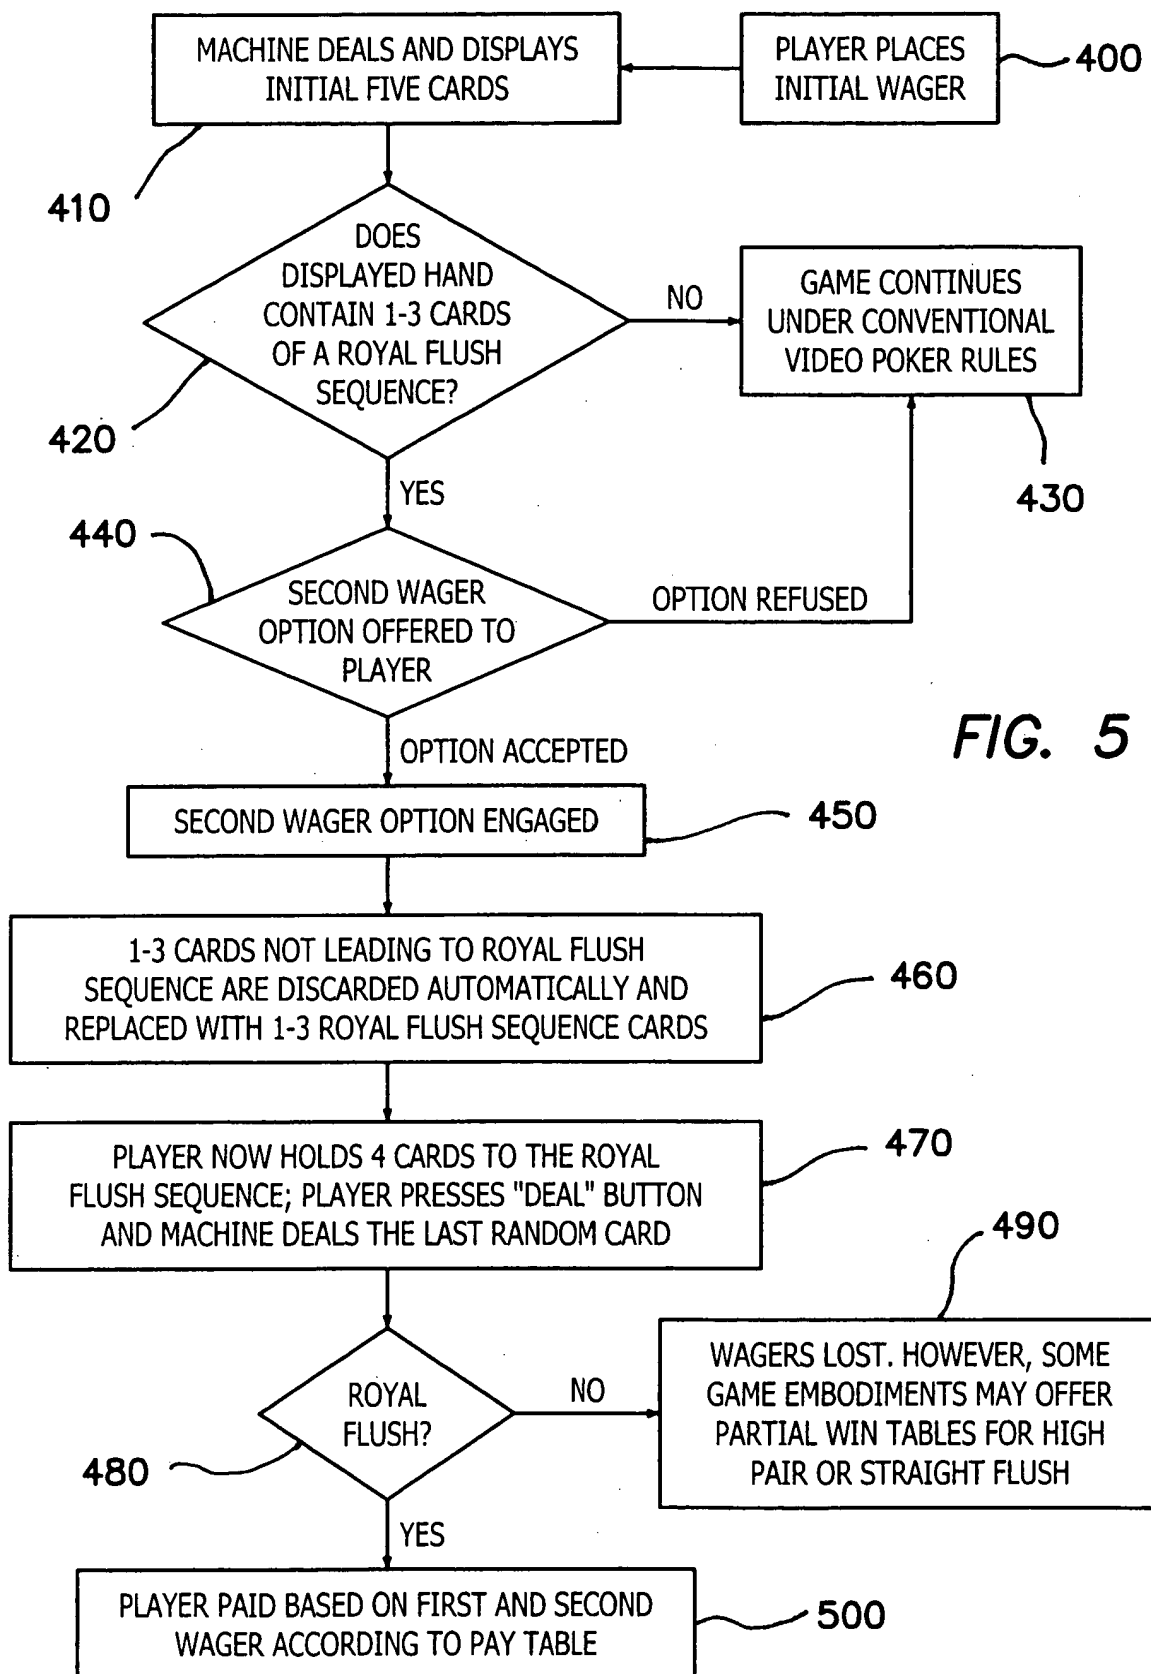 MACHINE DEALS AND DISPLAYS
INITIAL FIVE CARDS
PLAYER PLACES
INITIAL WAGER
400
410
DOES
DISPLAYED HAND
CONTAIN 1-3 CARDS
OF A ROYAL FLUSH
SEQUENCE?
NO
GAME CONTINUES
UNDER CONVENTIONAL
VIDEO POKER RULES
420
430
YES
440
SECOND WAGER
OPTION OFFERED TO
PLAYER
OPTION REFUSED
FIG. 5
OPTION ACCEPTED
SECOND WAGER OPTION ENGAGED
450
1-3 CARDS NOT LEADING TO ROYAL FLUSH
SEQUENCE ARE DISCARDED AUTOMATICALLY AND
REPLACED WITH 1-3 ROYAL FLUSH SEQUENCE CARDS
460
PLAYER NOW HOLDS 4 CARDS TO THE ROYAL
FLUSH SEQUENCE; PLAYER PRESSES "DEAL" BUTTON
AND MACHINE DEALS THE LAST RANDOM CARD
470
490
ROYAL
FLUSH?
NO
WAGERS LOST. HOWEVER, SOME
GAME EMBODIMENTS MAY OFFER
PARTIAL WIN TABLES FOR HIGH
PAIR OR STRAIGHT FLUSH
480
YES
PLAYER PAID BASED ON FIRST AND SECOND
WAGER ACCORDING TO PAY TABLE
500